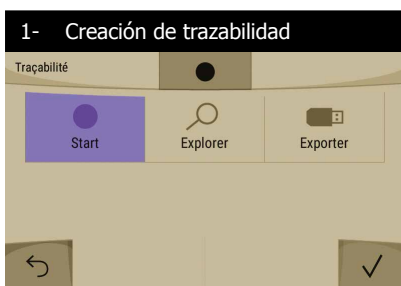 1- Creación de trazabilidad
Traçabilité
Start Explorer Exporter